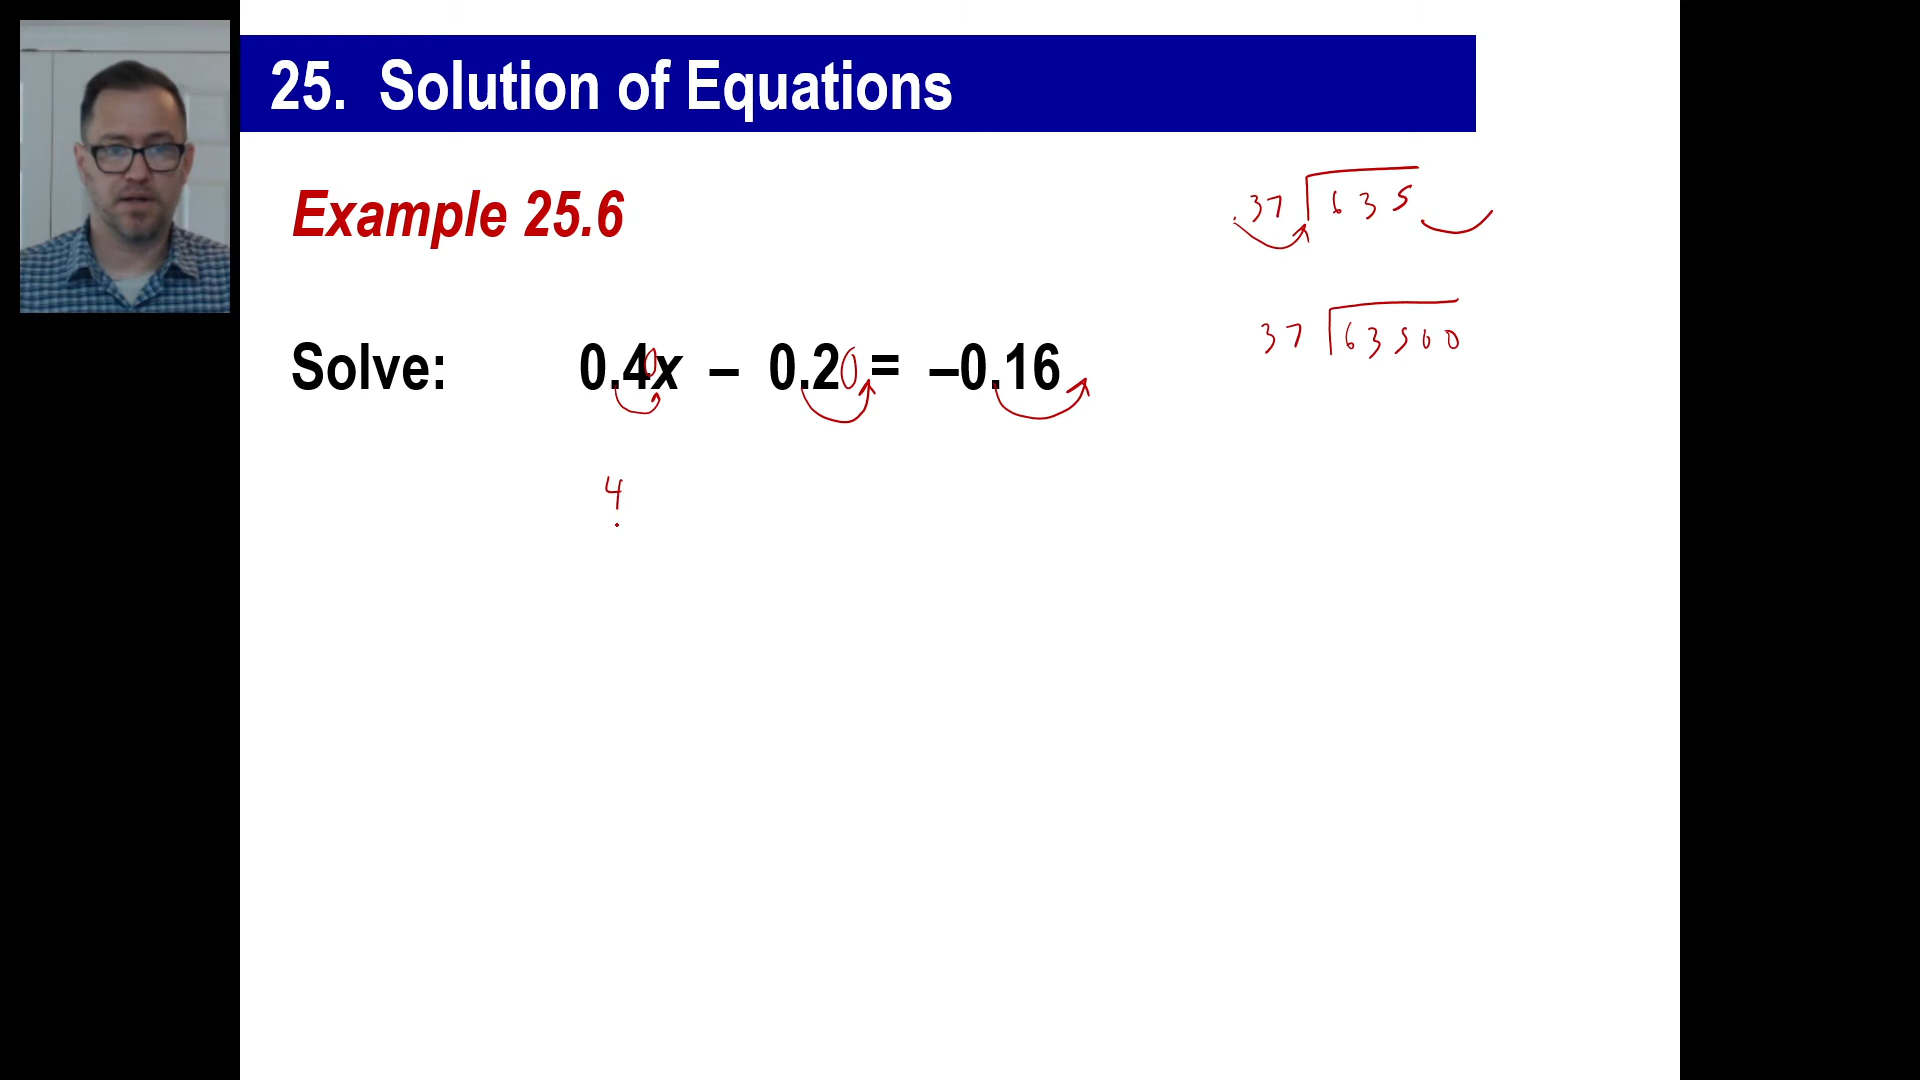 25. Solution of Equations
Example 25.6
.37 635
37 63500
Solve: 0.40x – 0.20 = –0.16
4